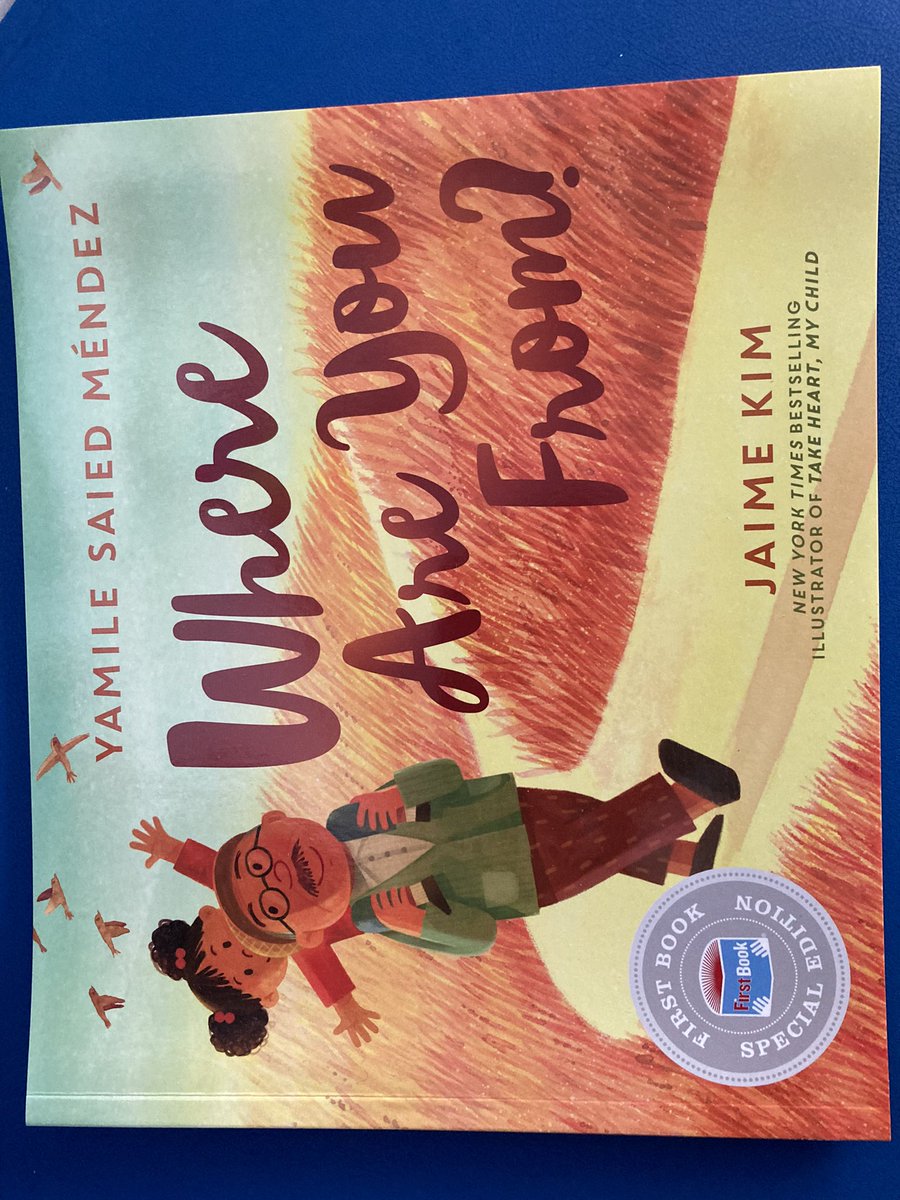 YAMILE SAIED MÉNDEZ
Where
Are You
From?
JAIME KIM
NEW YORK TIMES BESTSELLING
ILLUSTRATOR OF TAKE HEART, MY CHILD
FIRST BOOK
First Book
SPECIAL EDITION